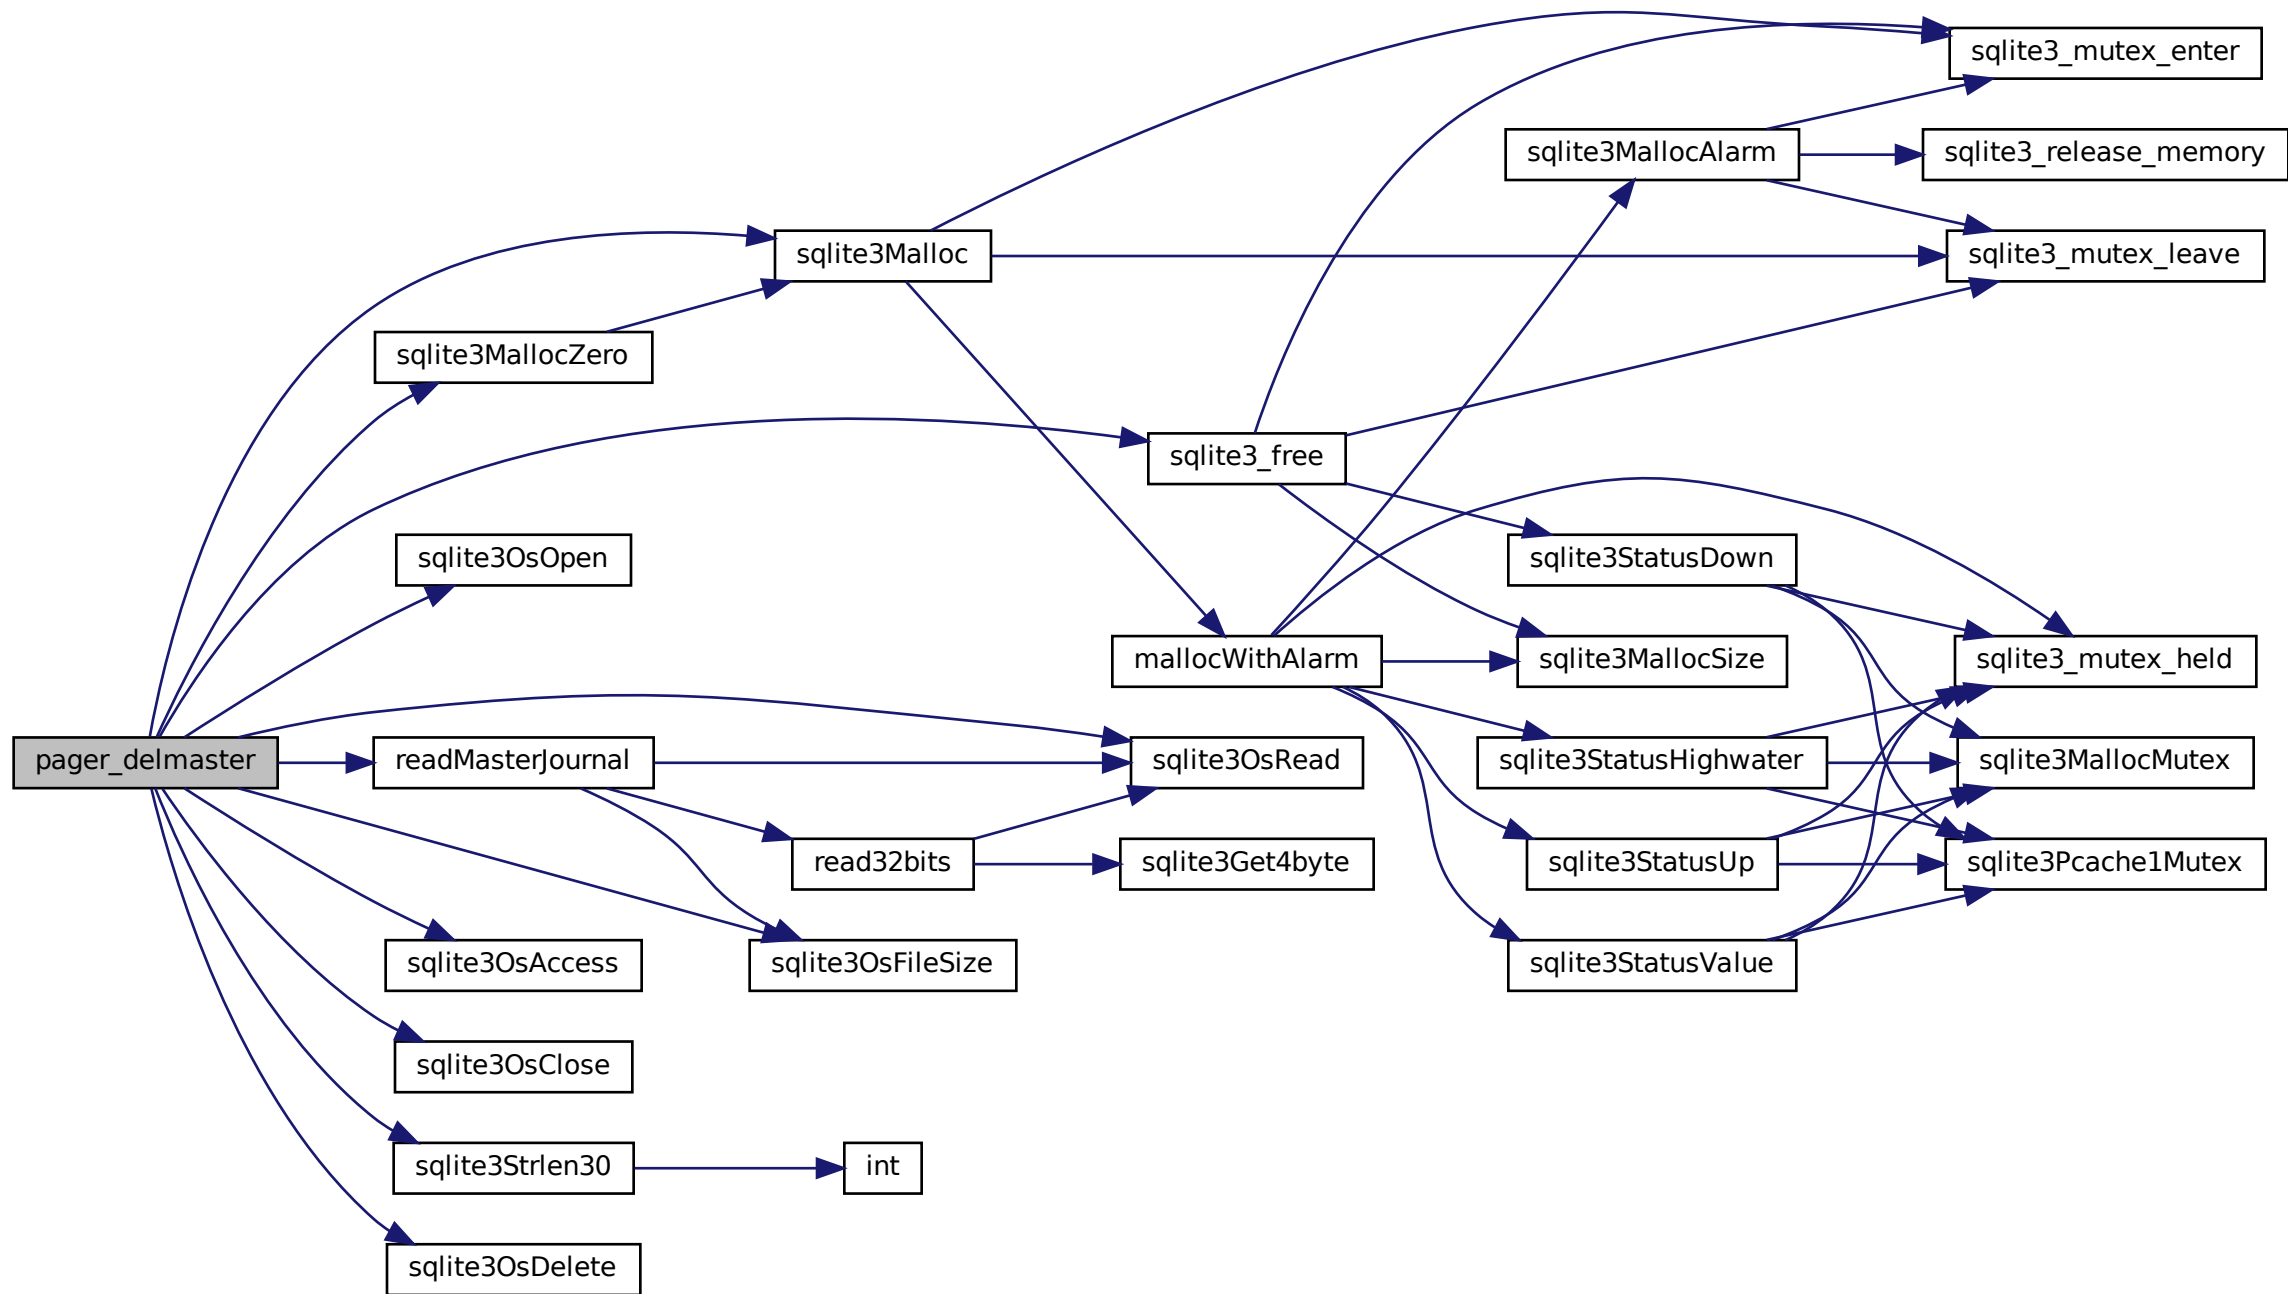 sqlite3_mutex_enter
sqlite3MallocAlarm
sqlite3_release_memory
sqlite3Malloc
sqlite3_mutex_leave
sqlite3MallocZero
sqlite3_free
sqlite3OsOpen
sqlite3StatusDown
mallocWithAlarm
sqlite3MallocSize
sqlite3_mutex_held
pager_delmaster
readMasterJournal
sqlite3OsRead
sqlite3StatusHighwater
sqlite3MallocMutex
read32bits
sqlite3Get4byte
sqlite3StatusUp
sqlite3Pcache1Mutex
sqlite3OsAccess
sqlite3OsFileSize
sqlite3StatusValue
sqlite3OsClose
sqlite3Strlen30
int
sqlite3OsDelete